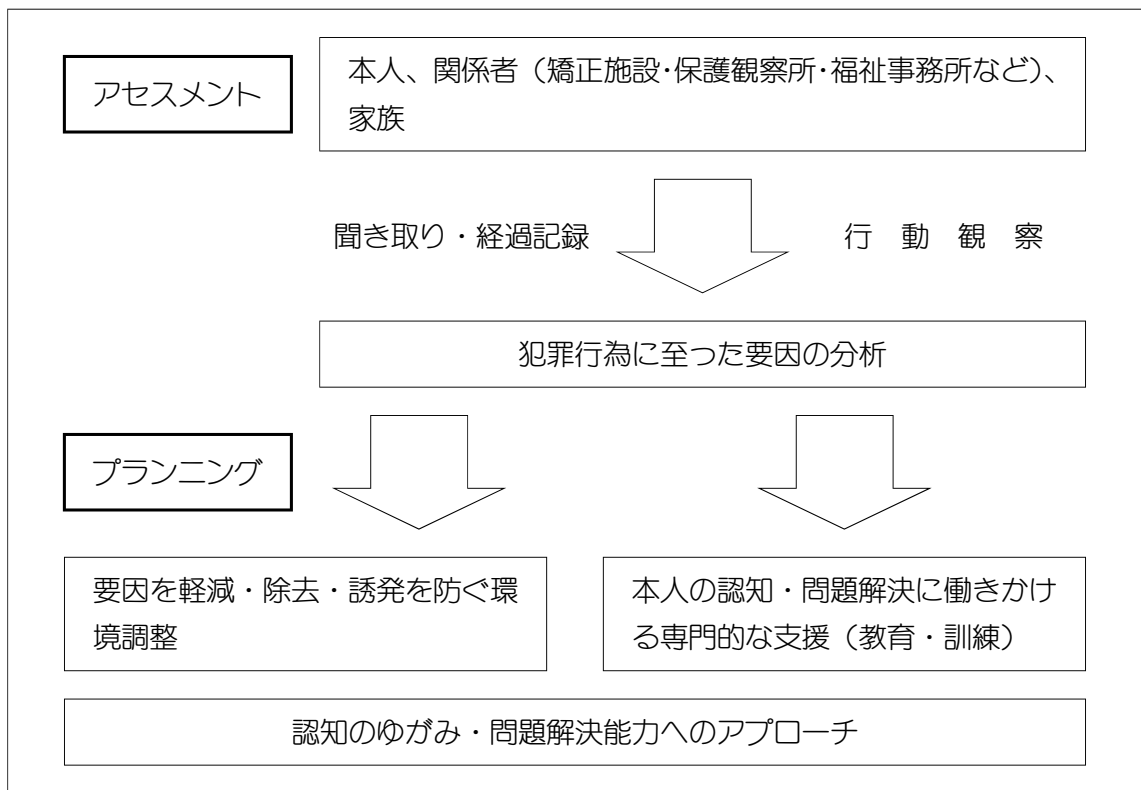 アセスメント
本人、関係者（矯正施設・保護観察所・福祉事務所など）、
家族
聞き取り・経過記録
行　動　観　察
犯罪行為に至った要因の分析
プランニング
要因を軽減・除去・誘発を防ぐ環
境調整
本人の認知・問題解決に働きかけ
る専門的な支援（教育・訓練）
認知のゆがみ・問題解決能力へのアプローチ